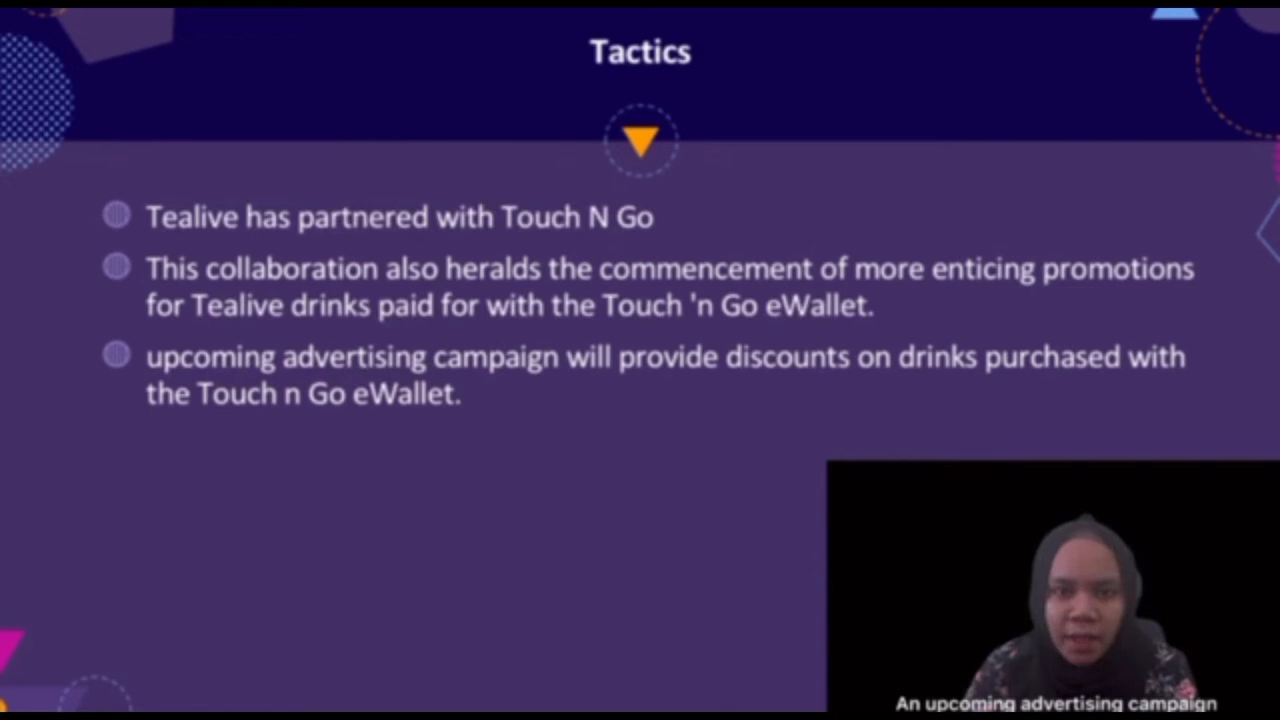 Tactics
Tealive has partnered with Touch N Go
This collaboration also heralds the commencement of more enticing promotions
for Tealive drinks paid for with the Touch 'n Go eWallet.
upcoming advertising campaign will provide discounts on drinks purchased with
the Touch n Go eWallet.
An upcoming advertising campaign